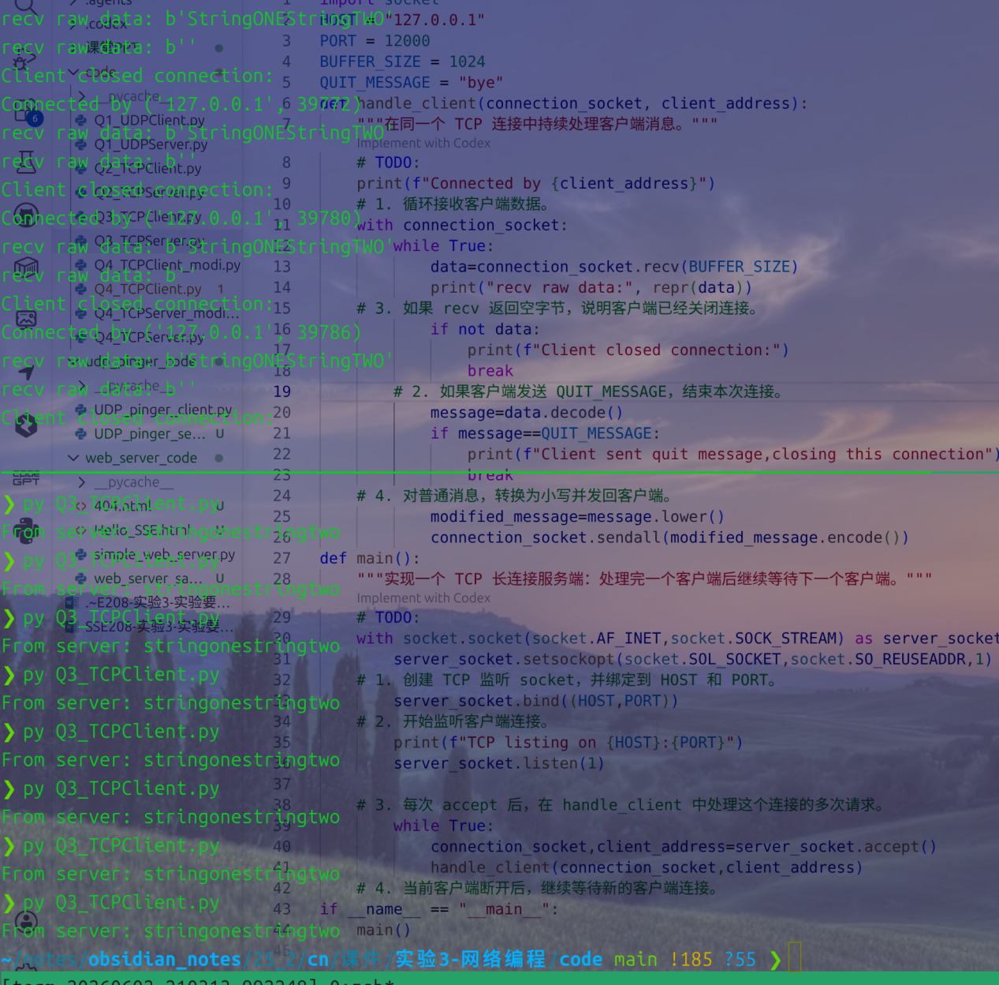 recv raw data: b'StringONEStringTWO'
recv raw data: b''
Client closed connection:
Connected by ('127.0.0.1', 39772)
recv raw data: b'StringONEStringTWO'
recv raw data: b''
Client closed connection:
Connected by ('127.0.0.1', 39780)
recv raw data: b'StringONEStringTWO'
recv raw data: b''
Client closed connection:
Connected by ('127.0.0.1', 39786)
recv raw data: b'StringONEStringTWO'
recv raw data: b''
Client closed connection:
❯ py Q3_TCPClient.py
From server: stringonestringtwo
❯ py Q3_TCPClient.py
From server: stringonestringtwo
❯ py Q3_TCPClient.py
From server: stringonestringtwo
❯ py Q3_TCPClient.py
From server: stringonestringtwo
❯ py Q3_TCPClient.py
From server: stringonestringtwo
❯ py Q3_TCPClient.py
From server: stringonestringtwo
❯ py Q3_TCPClient.py
From server: stringonestringtwo
❯ py Q3_TCPClient.py
From server: stringonestringtwo
~/notes/obsidian_notes/25_2/cn/课件/实验3-网络编程/code main !185 ?55 ❯
.agents
.codex
code
__pycache__
6
Q1_UDPClient.py
Q1_UDPServer.py
Q2_TCPClient.py
Q2_TCPServer.py
Q3_TCPClient.py
Q3_TCPServer.py
Q4_TCPClient_modi.py
Q4_TCPClient.py 1
Q4_TCPServer_modi...
Q4_TCPServer.py
udp_pinger_code
__pycache__
UDP_pinger_client.py
UDP_pinger_se... U
web_server_code
__pycache__
404.html U
Hello_SSE.html U
simple_web_server.py
web_server_sa... U
.~E208-实验3-实验要...
SSE208-实验3-实验要...
1 import socket
2 HOST = "127.0.0.1"
3 PORT = 12000
4 BUFFER_SIZE = 1024
5 QUIT_MESSAGE = "bye"
6 def handle_client(connection_socket, client_address):
7 """在同一个 TCP 连接中持续处理客户端消息。"""
Implement with Codex
8 # TODO:
9 print(f"Connected by {client_address}")
10 # 1. 循环接收客户端数据。
11 with connection_socket:
12 while True:
13 data=connection_socket.recv(BUFFER_SIZE)
14 print("recv raw data:", repr(data))
15 # 3. 如果 recv 返回空字节，说明客户端已经关闭连接。
16 if not data:
17 print(f"Client closed connection:")
18 break
19 # 2. 如果客户端发送 QUIT_MESSAGE，结束本次连接。
20 message=data.decode()
21 if message==QUIT_MESSAGE:
22 print(f"Client sent quit message,closing this connection")
23 break
24 # 4. 对普通消息，转换为小写并发回客户端。
25 modified_message=message.lower()
26 connection_socket.sendall(modified_message.encode())
27 def main():
28 """实现一个 TCP 长连接服务端：处理完一个客户端后继续等待下一个客户端。"""
Implement with Codex
29 # TODO:
30 with socket.socket(socket.AF_INET,socket.SOCK_STREAM) as server_socket
31 server_socket.setsockopt(socket.SOL_SOCKET,socket.SO_REUSEADDR,1)
32 # 1. 创建 TCP 监听 socket，并绑定到 HOST 和 PORT。
33 server_socket.bind((HOST,PORT))
34 # 2. 开始监听客户端连接。
35 print(f"TCP listing on {HOST}:{PORT}")
36 server_socket.listen(1)
37
38 # 3. 每次 accept 后，在 handle_client 中处理这个连接的多次请求。
39 while True:
40 connection_socket,client_address=server_socket.accept()
41 handle_client(connection_socket,client_address)
42 # 4. 当前客户端断开后，继续等待新的客户端连接。
43 if __name__ == "__main__":
44 main()
45